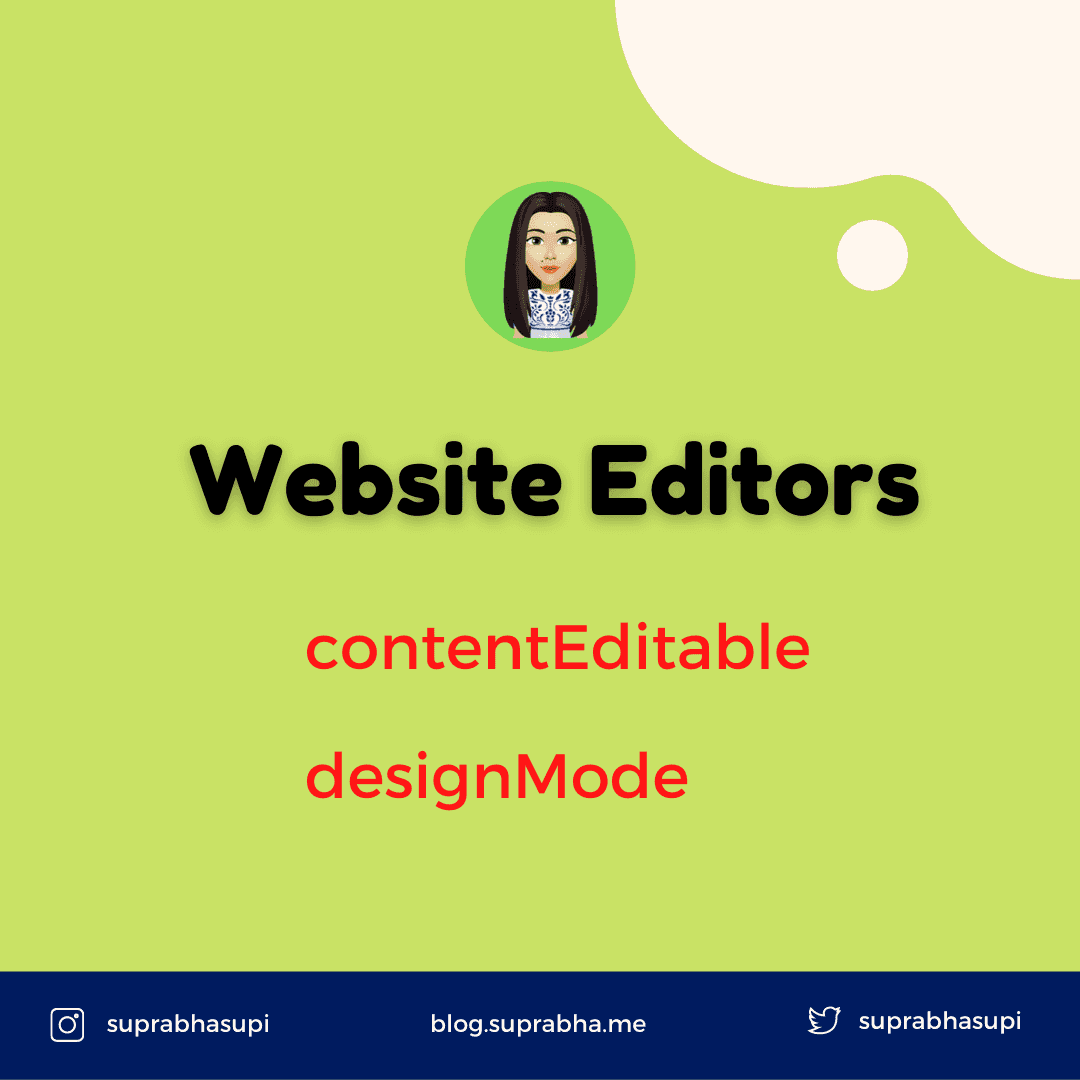 Website Editors
contentEditable
designMode
suprabhasupi
blog.suprabha.me
suprabhasupi